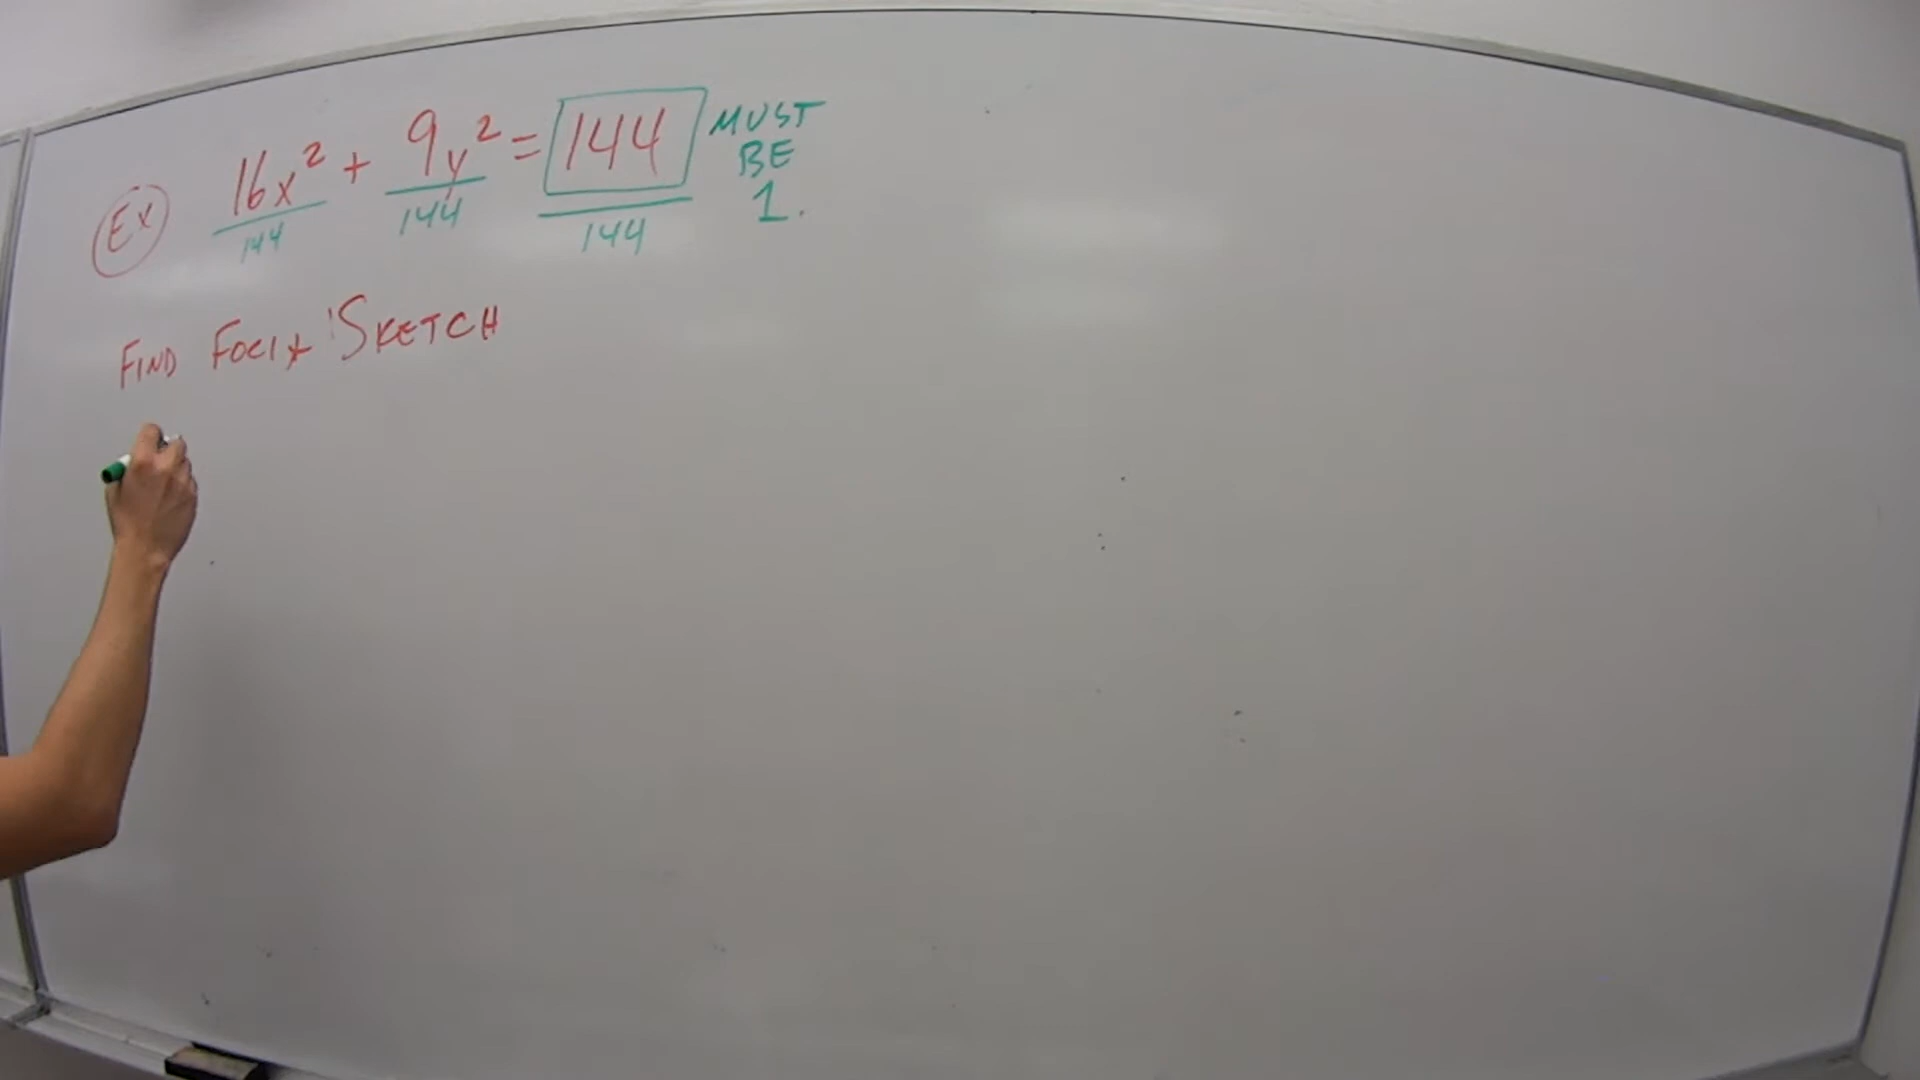 Ex 16x²/144 + 9y²/144 = 144/144 MUST BE 1.
FIND FOCI + SKETCH